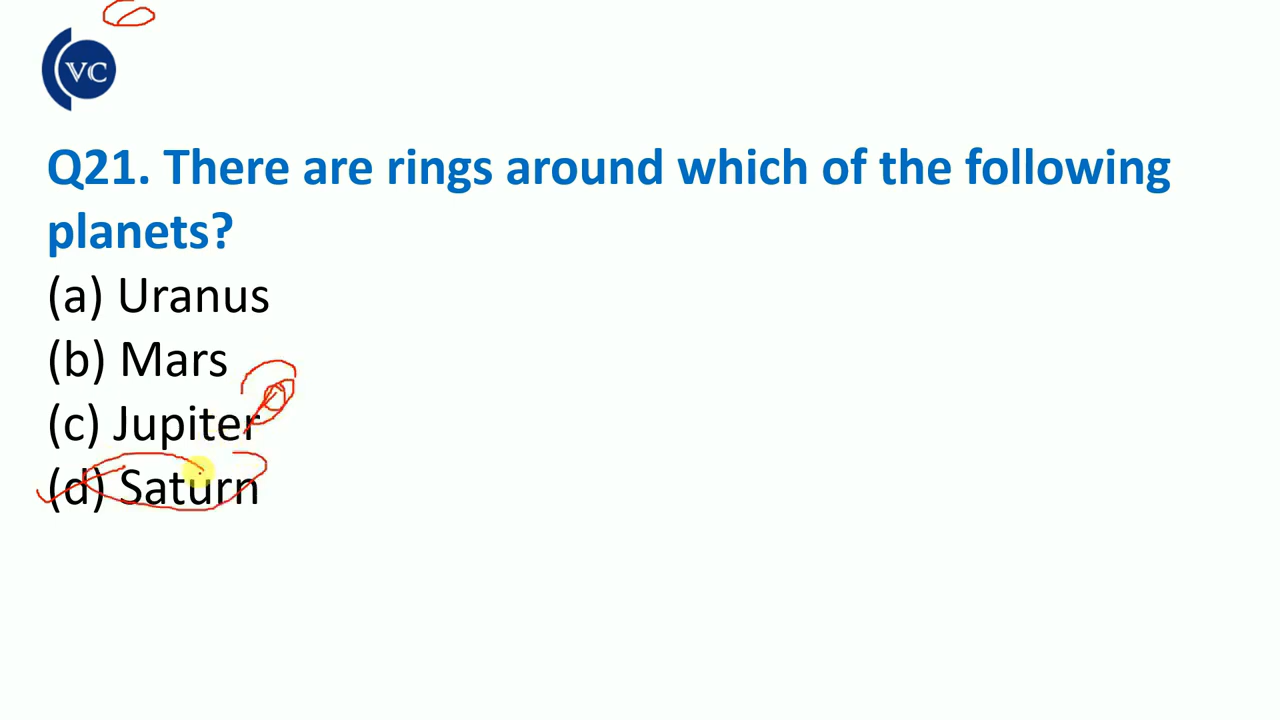 VC
Q21. There are rings around which of the following
planets?
(a) Uranus
(b) Mars
(c) Jupiter
(d) Saturn